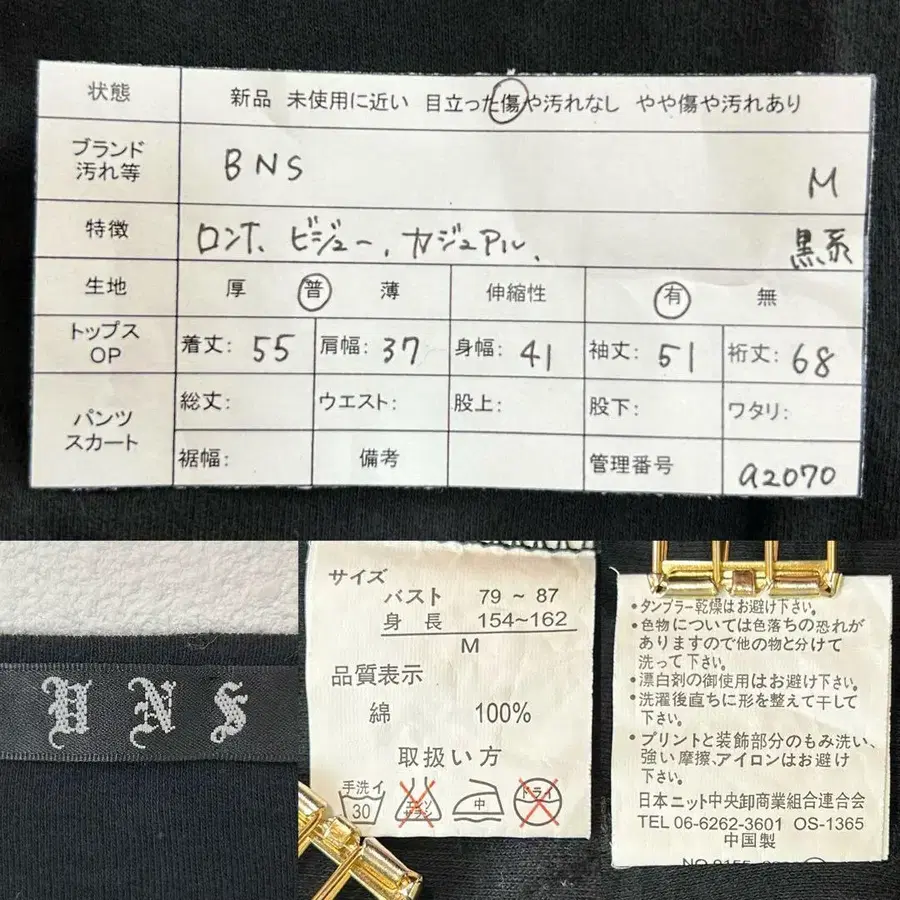 状態 新品 未使用に近い 目立った傷や汚れなし やや傷や汚れあり
ブランド
汚れ等 BNS M
特徴 ロンT、ビジュー、カジュアル、 黒系
生地 厚 普 薄 伸縮性 有 無
トップス
OP 着丈: 55 肩幅: 37 身幅: 41 袖丈: 51 裄丈: 68
パンツ
スカート 総丈: ウエスト: 股上: 股下: ワタリ:
裾幅: 備考 管理番号 a2070
BNS
サイズ
バスト 79 ~ 87
身長 154~162
M
品質表示
綿 100%
取扱い方
手洗イ 30 エンソサラシ 中 ドライ
•タンブラー乾燥はお避け下さい。
•色物については色落ちの恐れが
ありますので他の物と分けて
洗って下さい。
•漂白剤の御使用はお避け下さい。
•洗濯後直ちに形を整えて干して
下さい。
•プリントと装飾部分のもみ洗い、
強い摩擦、アイロンはお避け
下さい。
日本ニット中央卸商業組合連合会
TEL 06-6262-3601 OS-1365
中国製